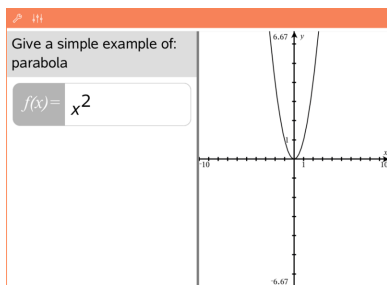 Give a simple example of:
parabola
f(x)= x2
6.67
y
1
x
-10
1
10
-6.67